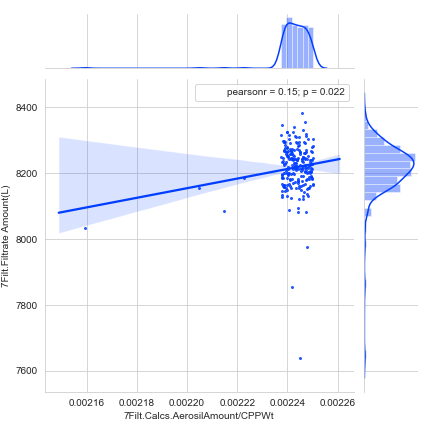 pearsonr = 0.15; p = 0.022
8400
8200
8000
7800
7600
7Filt.Filtrate Amount(L)
0.00216 0.00218 0.00220 0.00222 0.00224 0.00226
7Filt.Calcs.AerosilAmount/CPPWt